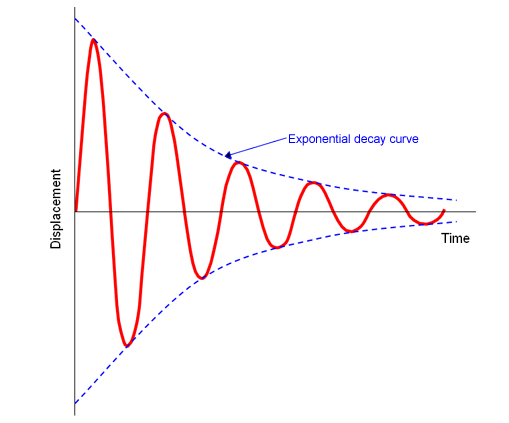 Exponential decay curve
Displacement
Time